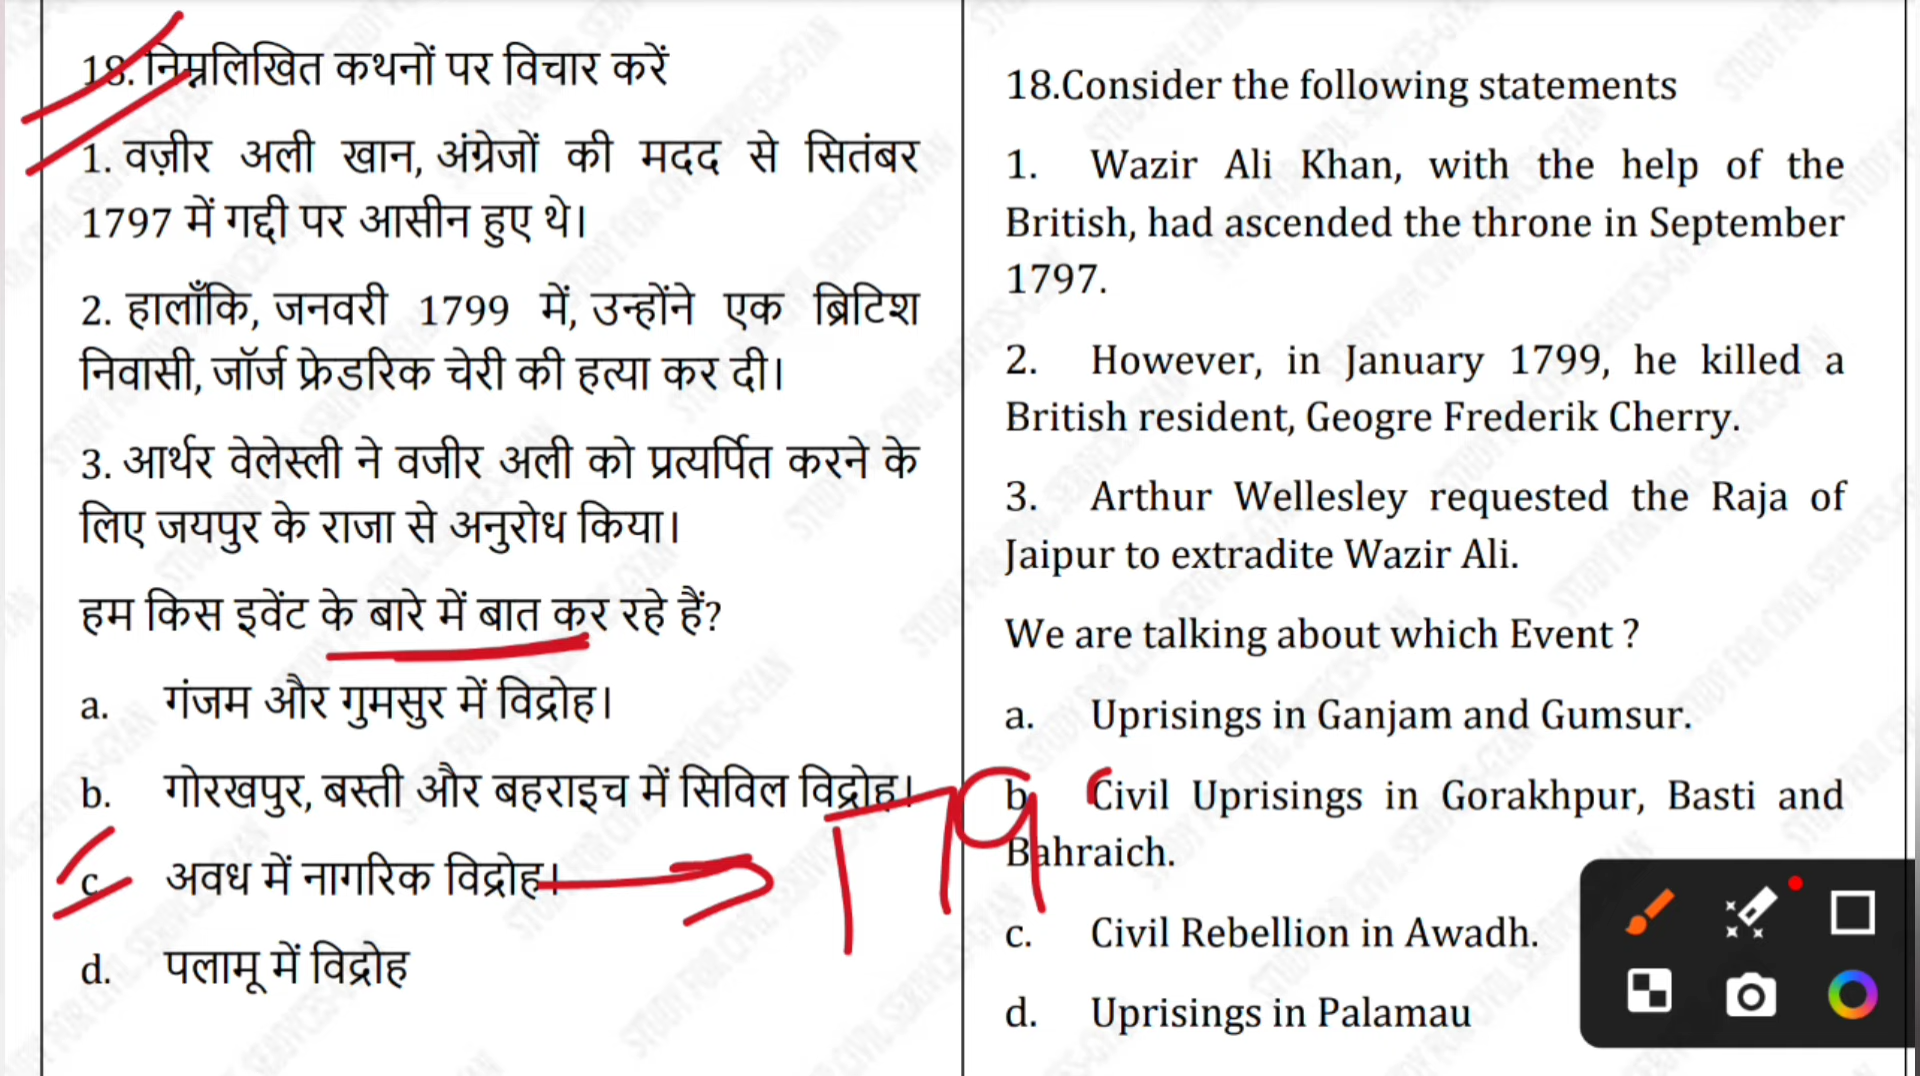 18. निम्नलिखित कथनों पर विचार करें
1. वज़ीर अली खान, अंग्रेजों की मदद से सितंबर
1797 में गद्दी पर आसीन हुए थे।
2. हालाँकि, जनवरी 1799 में, उन्होंने एक ब्रिटिश
निवासी, जॉर्ज फ्रेडरिक चेरी की हत्या कर दी।
3. आर्थर वेलेस्ली ने वजीर अली को प्रत्यर्पित करने के
लिए जयपुर के राजा से अनुरोध किया।
हम किस इवेंट के बारे में बात कर रहे हैं?
a. गंजम और गुमसुर में विद्रोह।
b. गोरखपुर, बस्ती और बहराइच में सिविल विद्रोह।
c. अवध में नागरिक विद्रोह।
179
d. पलामू में विद्रोह
18.Consider the following statements
1. Wazir Ali Khan, with the help of the
British, had ascended the throne in September
1797.
2. However, in January 1799, he killed a
British resident, Geogre Frederik Cherry.
3. Arthur Wellesley requested the Raja of
Jaipur to extradite Wazir Ali.
We are talking about which Event ?
a. Uprisings in Ganjam and Gumsur.
b. Civil Uprisings in Gorakhpur, Basti and
Bahraich.
c. Civil Rebellion in Awadh.
d. Uprisings in Palamau